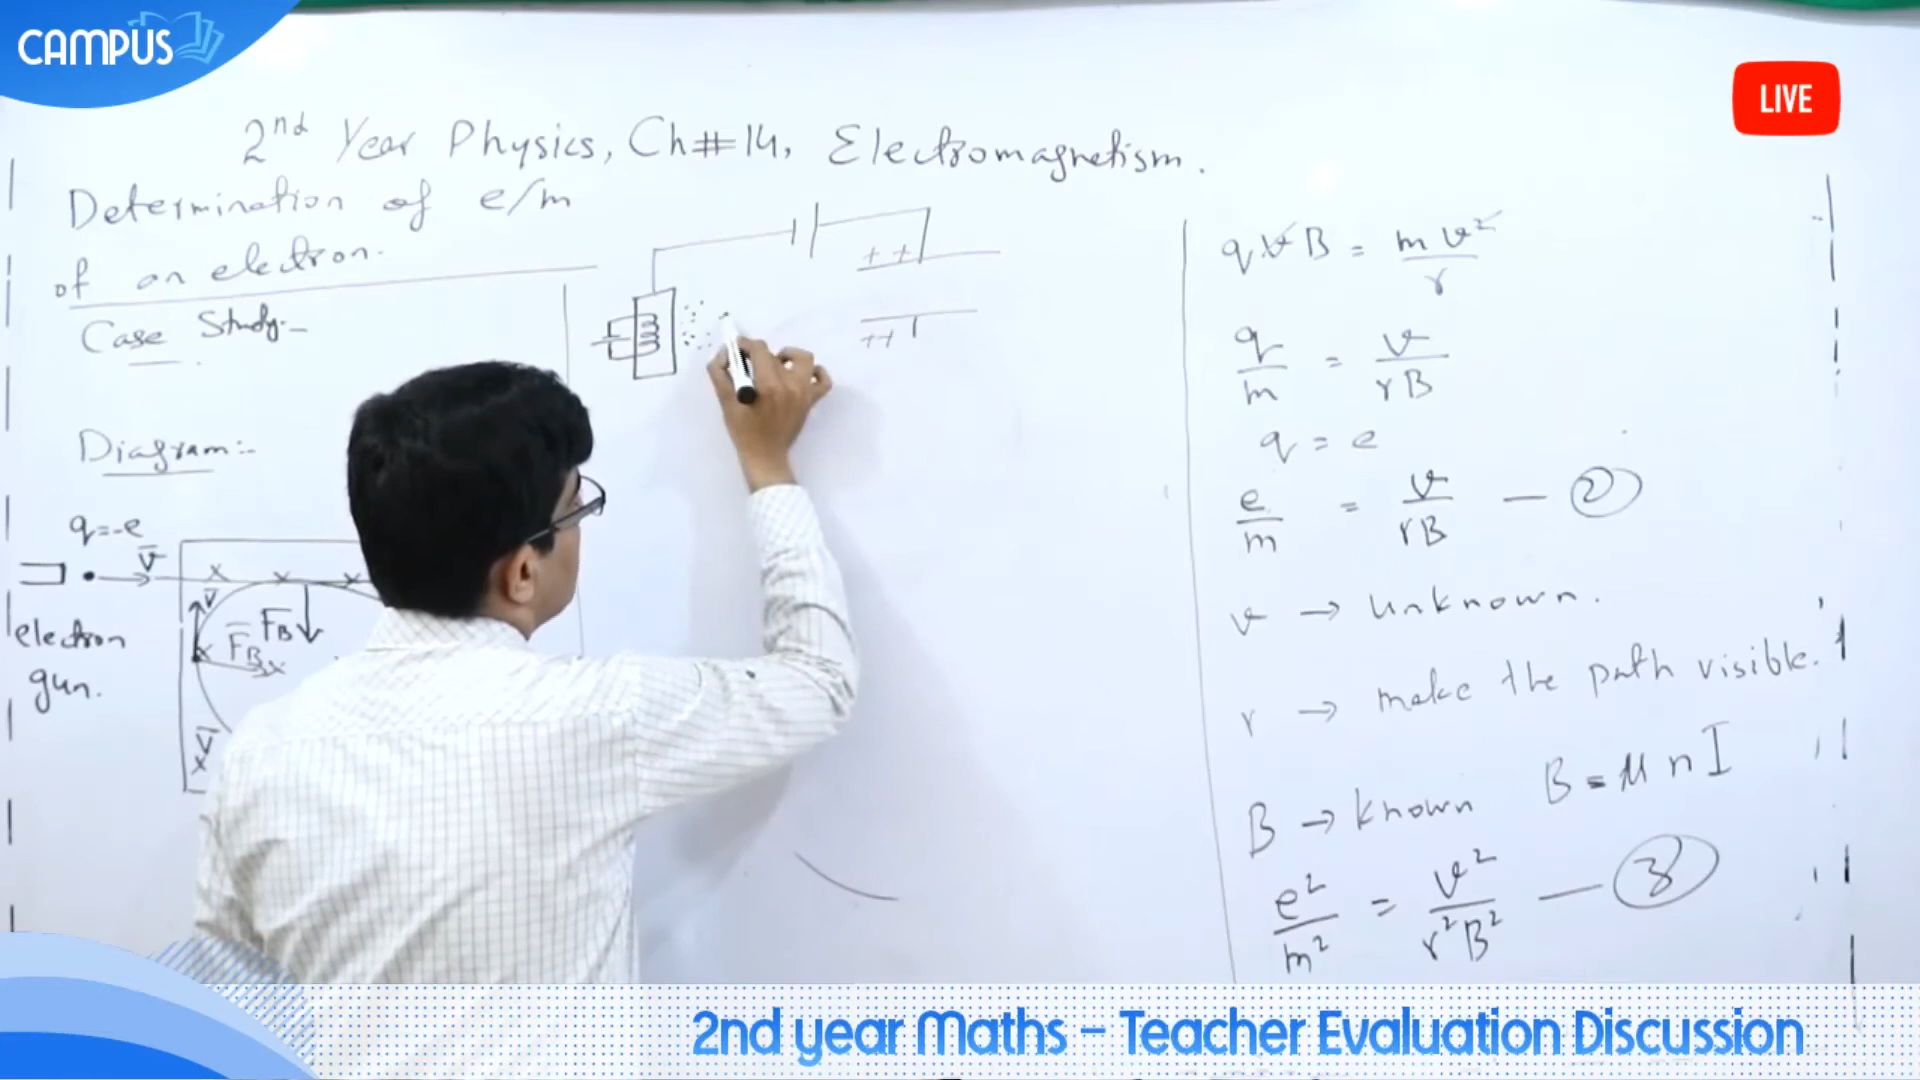 CAMPUS
LIVE
2nd Year Physics, Ch#14, Electromagnetism.
Determination of e/m
of an electron.
Case Study:-
Diagram:-
q=-e
v
electron
gun.
v
F_B
F_B
v
x x x
x x
x
+ +
++
qvB = mv²/r
q/m = v/rB
q = e
e/m = v/rB — 2
v → unknown.
r → make the path visible.
B → known B = μnI
e²/m² = v²/r²B² — 3
2nd year Maths – Teacher Evaluation Discussion